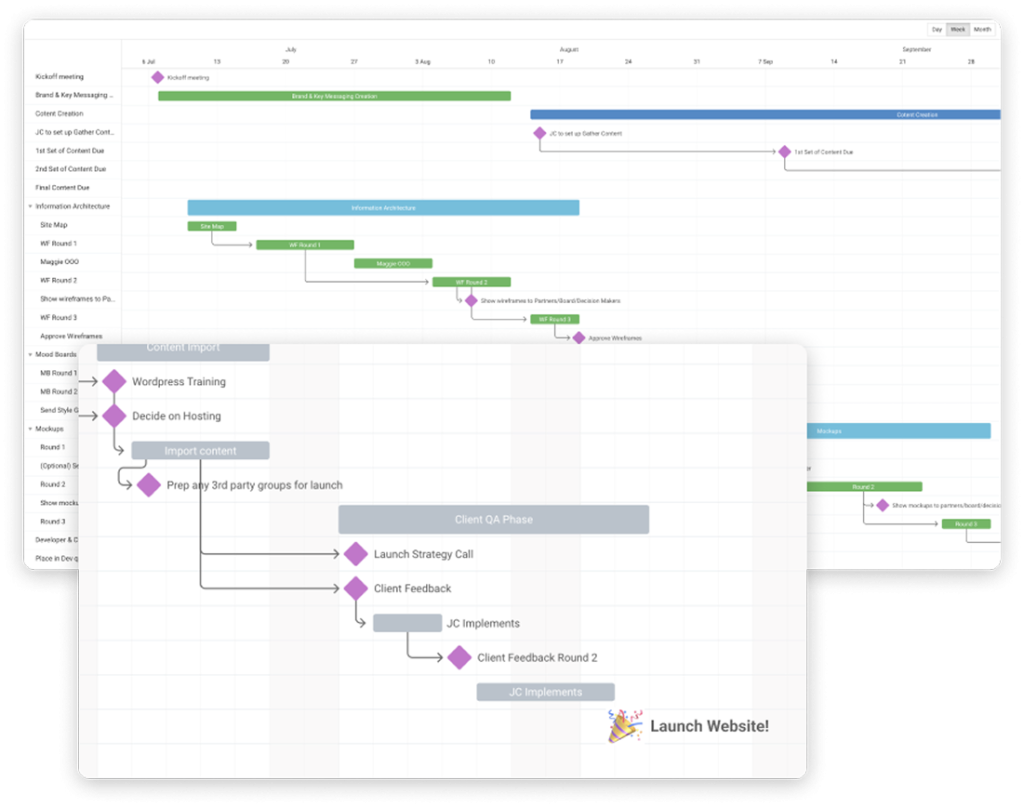 Day Week Month
July August September
6 Jul 13 20 27 3 Aug 10 17 24 31 7 Sep 14 21 28
Kickoff meeting Kickoff meeting
Brand & Key Messaging ... Brand & Key Messaging Creation
Cotent Creation Cotent Creation
JC to set up Gather Cont... JC to set up Gather Content
1st Set of Content Due 1st Set of Content Due
2nd Set of Content Due
Final Content Due
Information Architecture Information Architecture
Site Map Site Map
WF Round 1 WF Round 1
Maggie OOO Maggie OOO
WF Round 2 WF Round 2
Show wireframes to Pa... Show wireframes to Partners/Board/Decision Makers
WF Round 3 WF Round 3
Approve Wireframes Approve Wireframes
Mood Boards
MB Round 1
MB Round 2
Send Style G
Mockups Mockups
Round 1
(Optional) Se
Round 2 Round 2
Show mocku Show mockups to partners/board/decisio
Round 3 Round 3
Developer & C
Place in Dev q
Content Import
Wordpress Training
Decide on Hosting
Import content
Prep any 3rd party groups for launch
Client QA Phase
Launch Strategy Call
Client Feedback
JC Implements
Client Feedback Round 2
JC Implements
Launch Website!